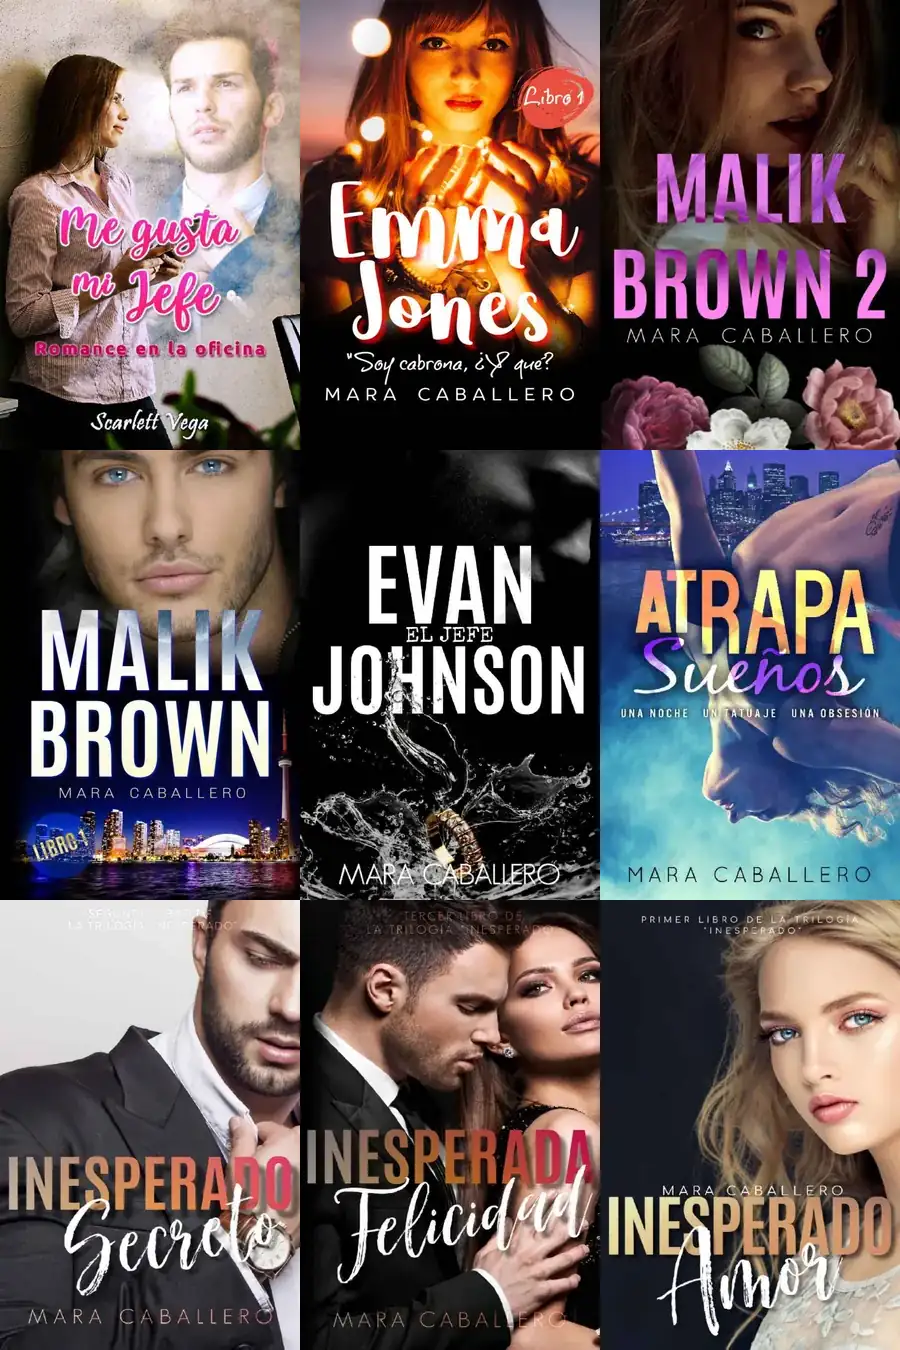 Me gusta
mi Jefe
Romance en la oficina
Scarlett Vega
Libro 1
Emma
Jones
"Soy cabrona, ¿Y que?
MARA CABALLERO
MALIK
BROWN 2
MARA CABALLERO
MALIK
BROWN
MARA CABALLERO
LIBRO 1
EVAN
EL JEFE
JOHNSON
MARA CABALLERO
ATRAPA
Sueños
UNA NOCHE UN TATUAJE UNA OBSESIÓN
MARA CABALLERO
LA TRILOGÍA "INESPERADO"
INESPERADO
Secreto
MARA CABALLERO
TERCER LIBRO DE
LA TRILOGÍA "INESPERADO"
INESPERADA
Felicidad
MARA CABALLERO
PRIMER LIBRO DE LA TRILOGÍA
"INESPERADO"
MARA CABALLERO
INESPERADO
Amor